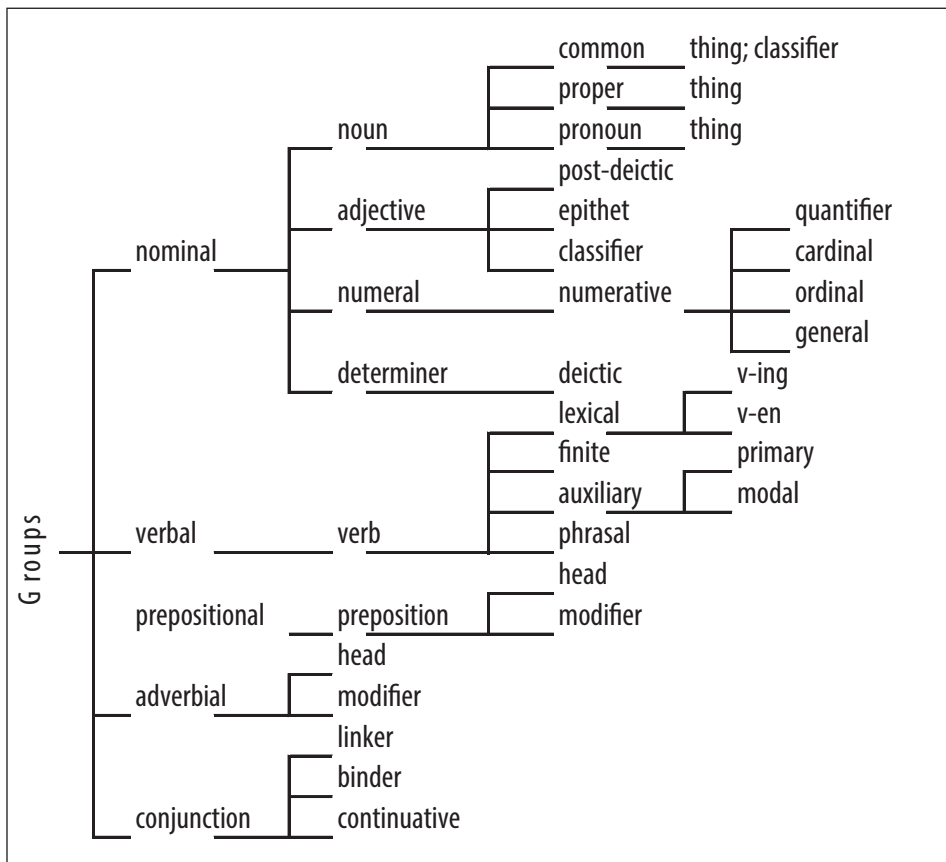 common thing; classifier
proper thing
noun pronoun thing
post-deictic
adjective epithet quantifier
nominal classifier cardinal
numeral numerative ordinal
general
determiner deictic v-ing
lexical v-en
finite primary
auxiliary modal
Groups
verbal verb phrasal
head
prepositional preposition modifier
head
adverbial modifier
linker
binder
conjunction continuative